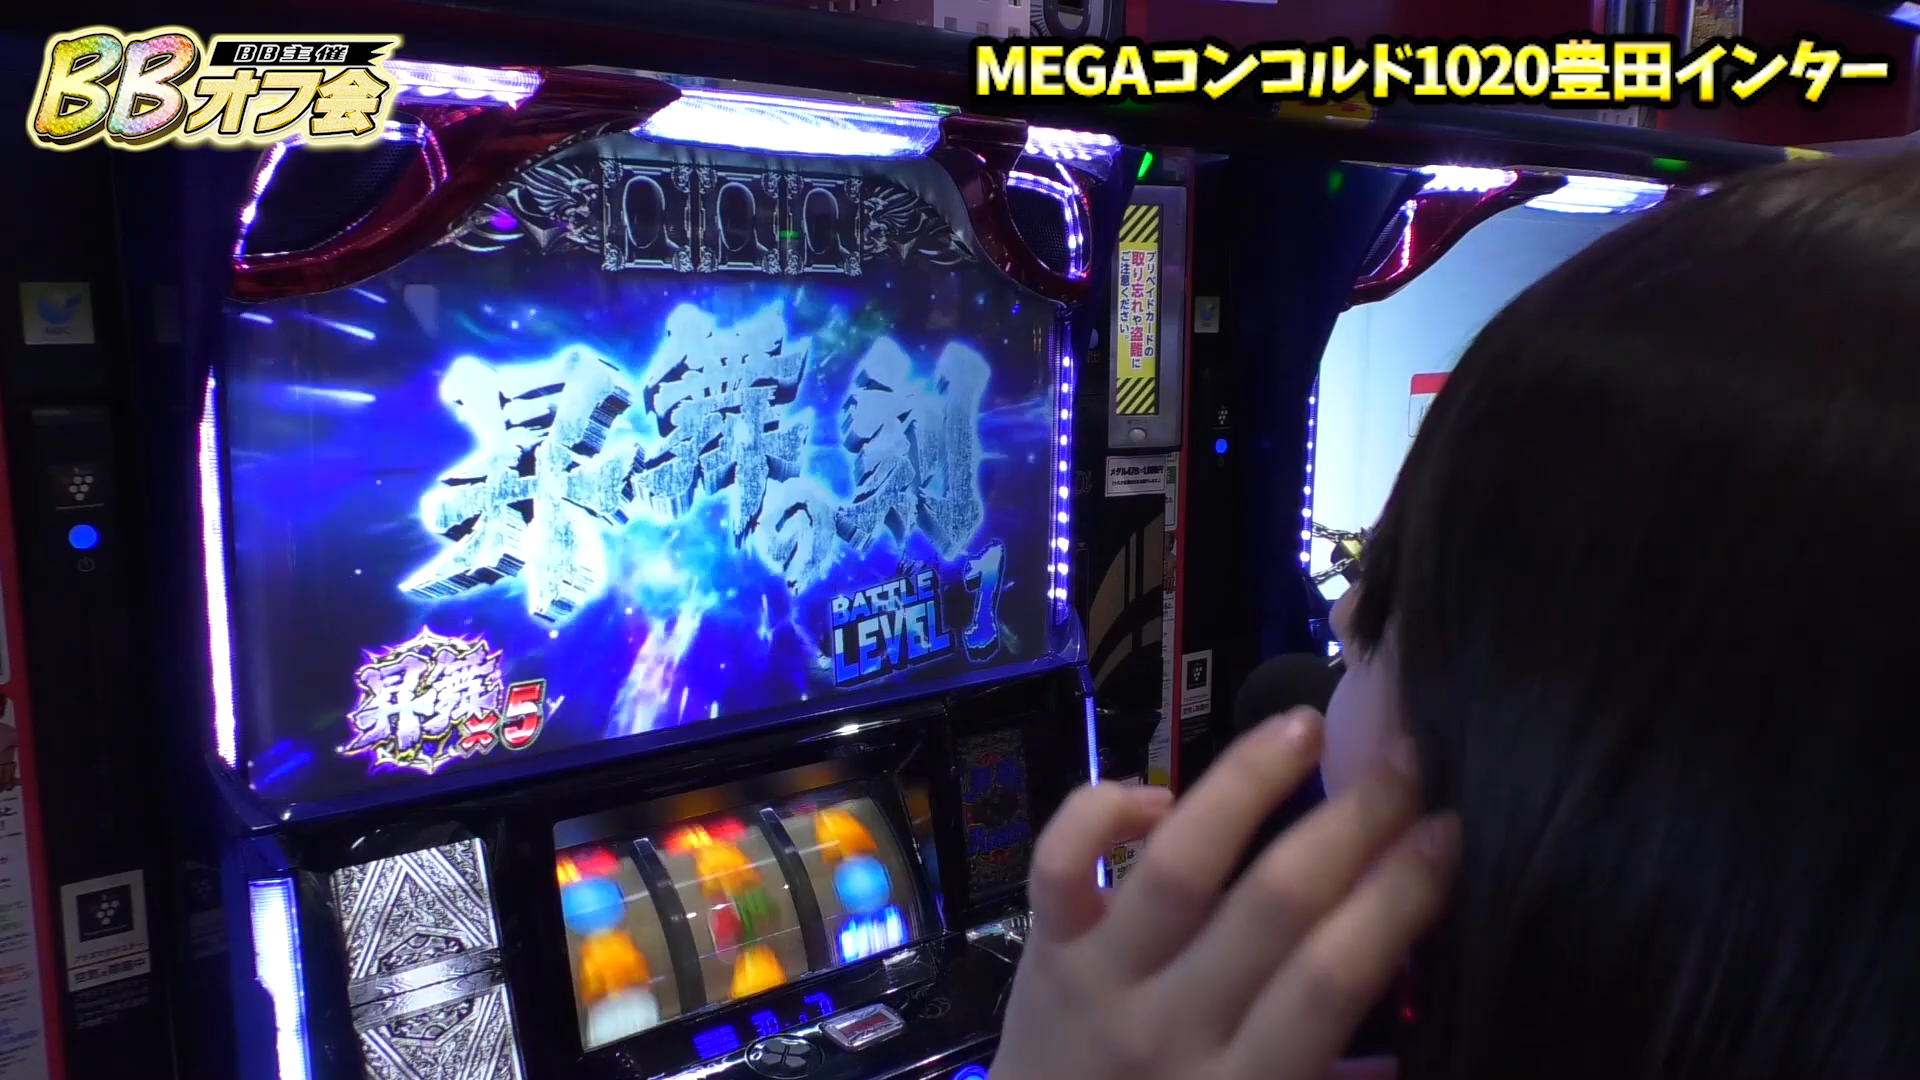 BB主催
BBオフ会
MEGAコンコルド1020豊田インター
プリペイドカードの
取り忘れや盗難に
ご注意ください。
昇舞の刻
BATTLE
LEVEL 1
昇舞×5